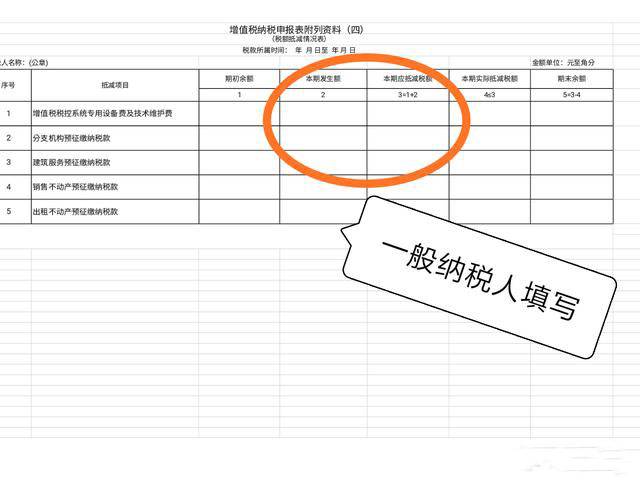 增值税纳税申报表附列资料（四）
（税额抵减情况表）
税款所属时间： 年 月 日至 年 月 日
人名称：(公章) 金额单位：元至角分
序号 抵减项目 期初余额 本期发生额 本期应抵减税额 本期实际抵减税额 期末余额
1 2 3=1+2 4≤3 5=3-4
1 增值税税控系统专用设备费及技术维护费
2 分支机构预征缴纳税款
3 建筑服务预征缴纳税款
4 销售不动产预征缴纳税款
5 出租不动产预征缴纳税款
一般纳税人填写